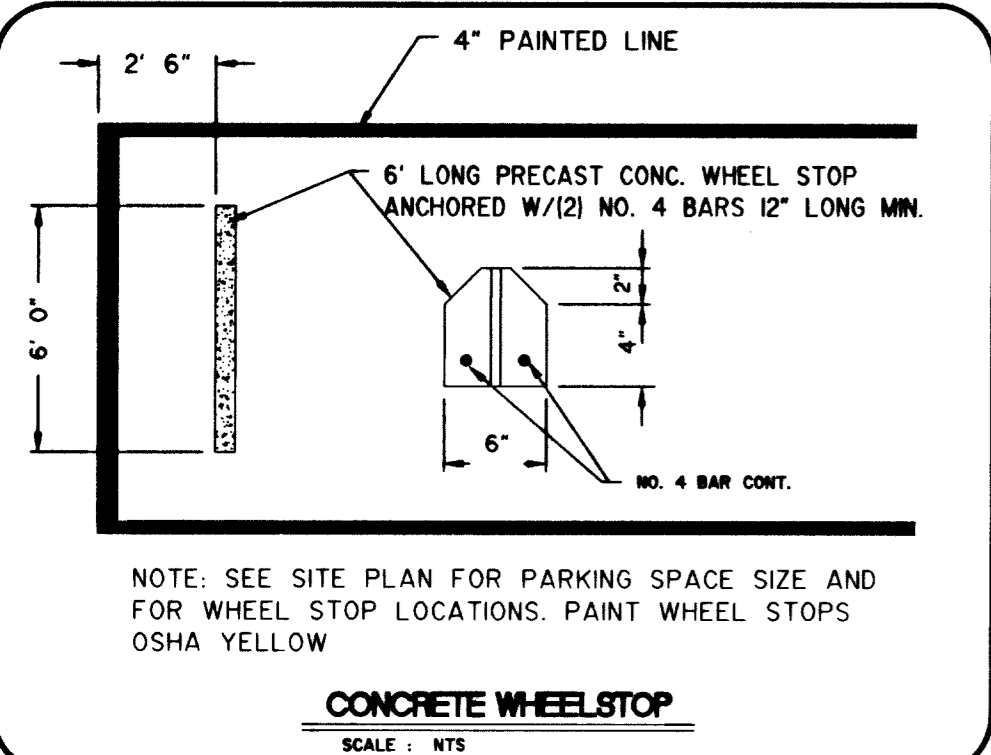 4" PAINTED LINE
2' 6"
6' LONG PRECAST CONC. WHEEL STOP
ANCHORED W/(2) NO. 4 BARS 12" LONG MIN.
2"
4"
6' 0"
6"
NO. 4 BAR CONT.
NOTE: SEE SITE PLAN FOR PARKING SPACE SIZE AND
FOR WHEEL STOP LOCATIONS. PAINT WHEEL STOPS
OSHA YELLOW
CONCRETE WHEELSTOP
SCALE : NTS